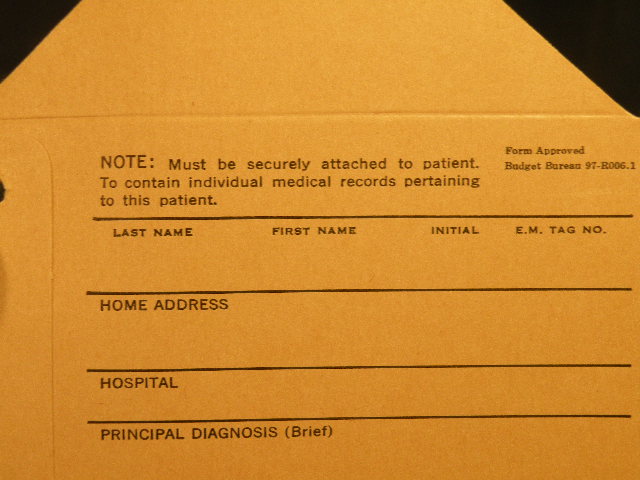 NOTE: Must be securely attached to patient.
To contain individual medical records pertaining
to this patient.
Form Approved
Budget Bureau 97-R006.1
LAST NAME FIRST NAME INITIAL E.M. TAG NO.
HOME ADDRESS
HOSPITAL
PRINCIPAL DIAGNOSIS (Brief)